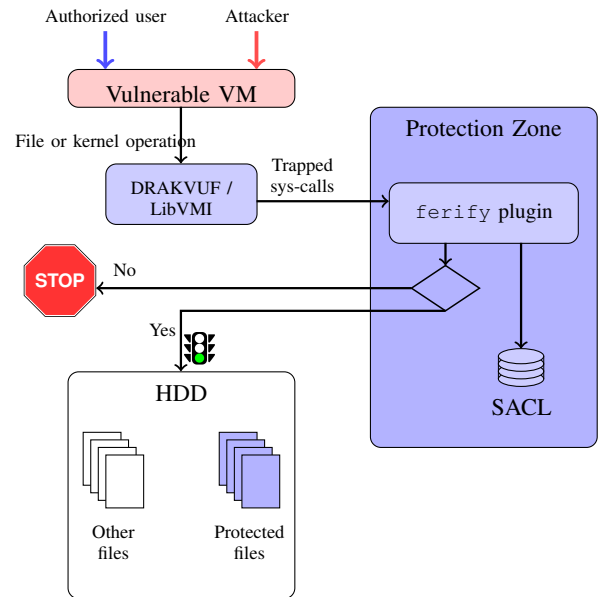 Authorized user
Attacker
Vulnerable VM
File or kernel operation
Protection Zone
DRAKVUF /
LibVMI
Trapped
sys-calls
ferify plugin
STOP
No
Yes
HDD
SACL
Other
files
Protected
files